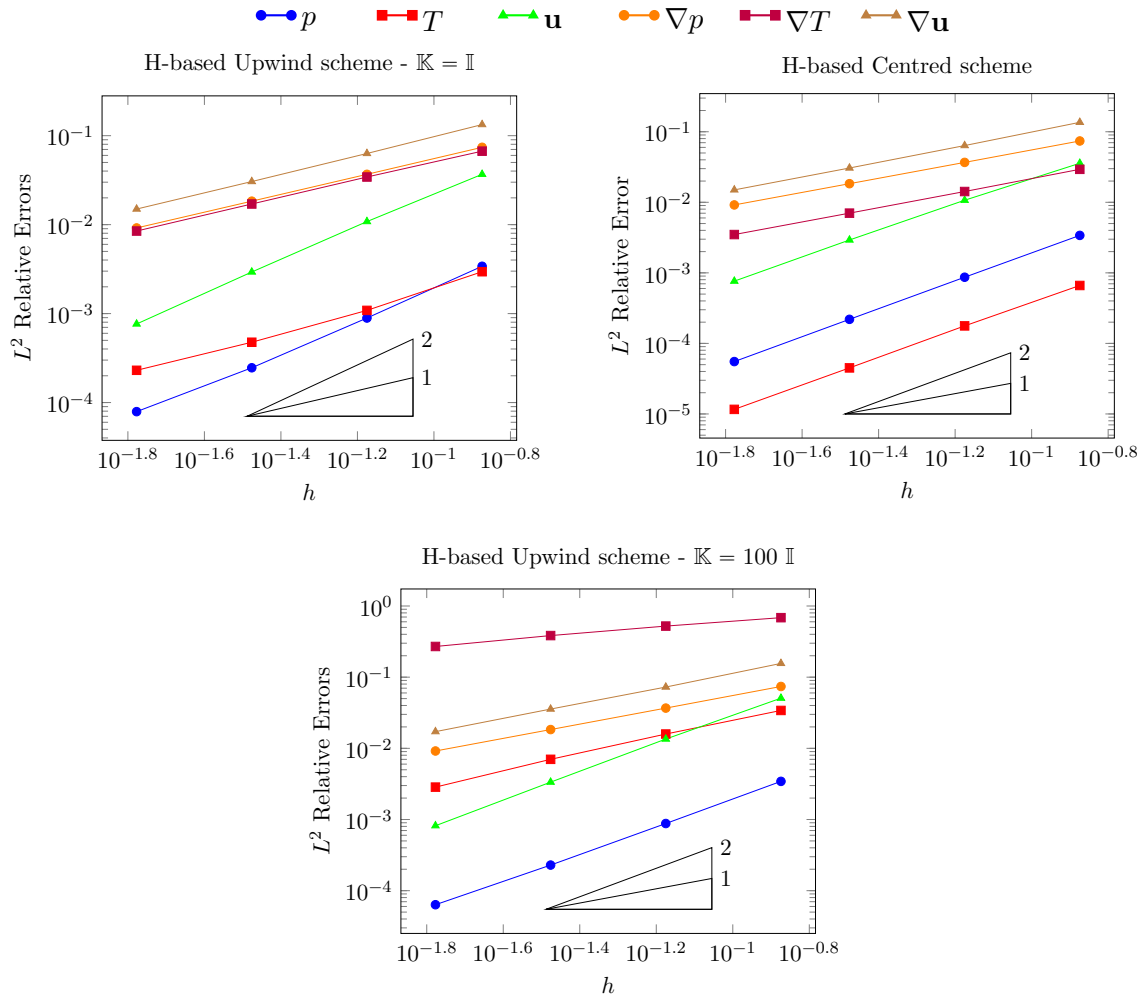 p T u ∇p ∇T ∇u
H-based Upwind scheme - 𝕂 = 𝕀
10^-1
10^-2
10^-3
10^-4
L^2 Relative Errors
2
1
10^-1.8 10^-1.6 10^-1.4 10^-1.2 10^-1 10^-0.8
h
H-based Centred scheme
10^-1
10^-2
10^-3
10^-4
10^-5
L^2 Relative Error
2
1
10^-1.8 10^-1.6 10^-1.4 10^-1.2 10^-1 10^-0.8
h
H-based Upwind scheme - 𝕂 = 100 𝕀
10^0
10^-1
10^-2
10^-3
10^-4
L^2 Relative Errors
2
1
10^-1.8 10^-1.6 10^-1.4 10^-1.2 10^-1 10^-0.8
h